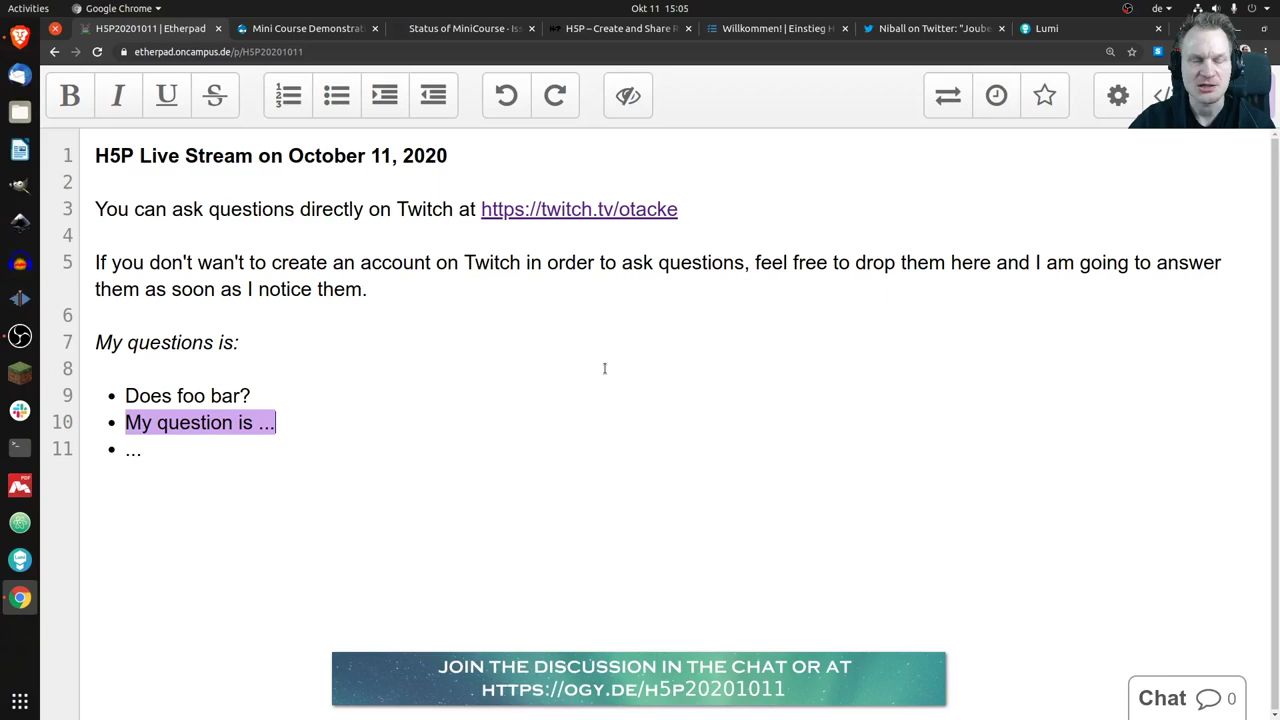 Activities
Google Chrome
Okt 11 15:05
de
H5P20201011 | Etherpad
Mini Course Demonstrat
Status of MiniCourse - Iss
H5P – Create and Share R
Willkommen! | Einstieg H
Niball on Twitter: "Joube
Lumi
etherpad.oncampus.de/p/H5P20201011
B I U S
1 H5P Live Stream on October 11, 2020
2
3 You can ask questions directly on Twitch at https://twitch.tv/otacke
4
5 If you don't wan't to create an account on Twitch in order to ask questions, feel free to drop them here and I am going to answer
them as soon as I notice them.
6
7 My questions is:
8
9 • Does foo bar?
10 • My question is ...
11 • ...
JOIN THE DISCUSSION IN THE CHAT OR AT
HTTPS://OGY.DE/H5P20201011
Chat 0